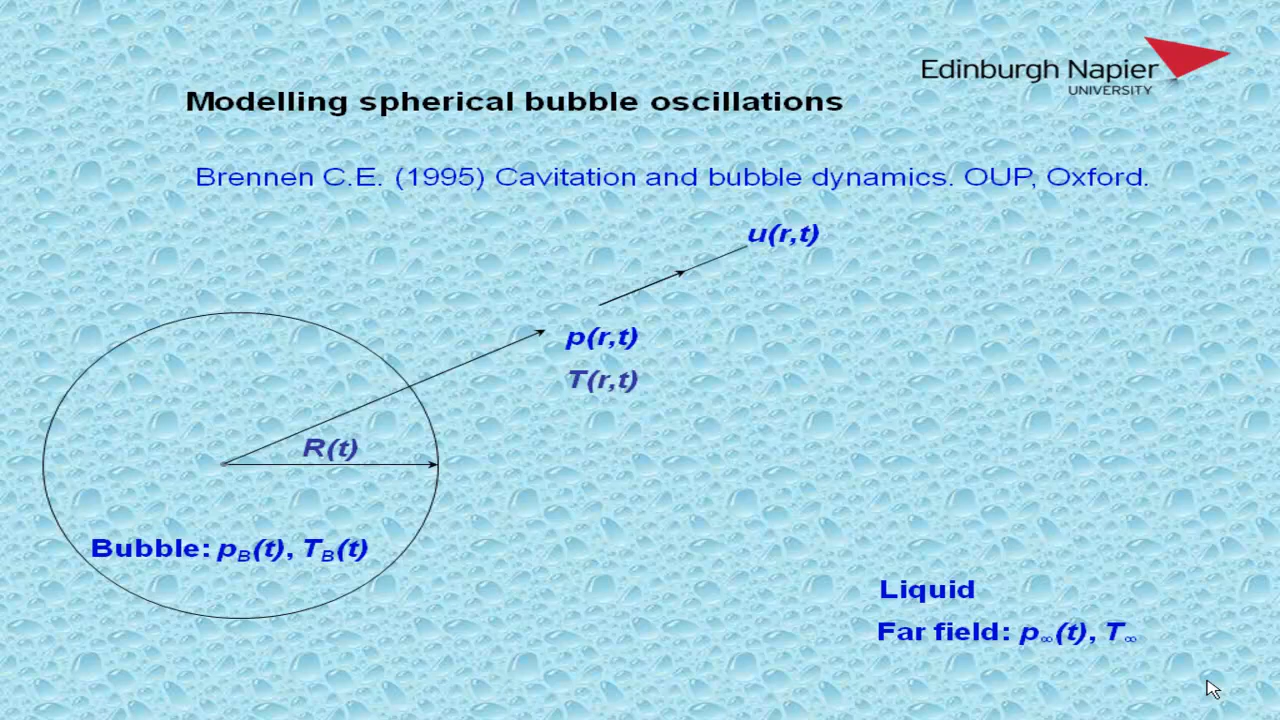 Edinburgh Napier
UNIVERSITY
Modelling spherical bubble oscillations
Brennen C.E. (1995) Cavitation and bubble dynamics. OUP, Oxford.
u(r,t)
p(r,t)
T(r,t)
R(t)
Bubble: p_B(t), T_B(t)
Liquid
Far field: p_∞(t), T_∞